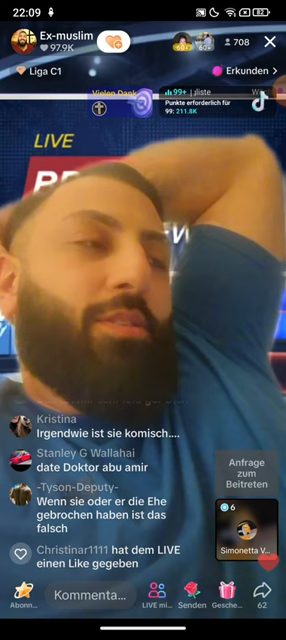 22:09
82
Ex-muslim
97.9K
60+
60+
708
Liga C1
Erkunden
Vielen Dank
99+
Punkte erforderlich für
99: 211.8K
LIVE
Kristina
Irgendwie ist sie komisch....
Stanley G Wallahai
date Doktor abu amir
-Tyson-Deputy-
Wenn sie oder er die Ehe
gebrochen haben ist das
falsch
Christinar1111 hat dem LIVE
einen Like gegeben
Anfrage
zum
Beitreten
6
Simonetta V...
Abonn...
Kommenta...
LIVE mi...
Senden
Gesche...
62